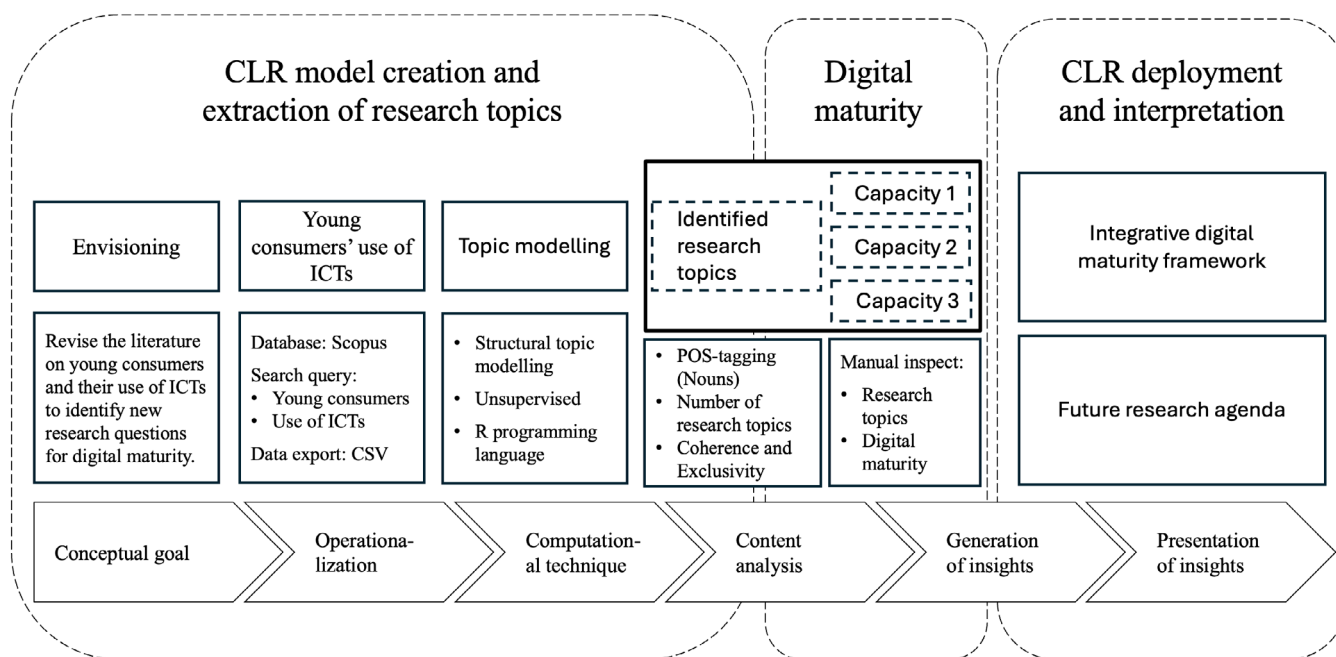 CLR model creation and
extraction of research topics
Digital
maturity
CLR deployment
and interpretation
Envisioning
Young
consumers’ use of
ICTs
Topic modelling
Identified
research
topics
Capacity 1
Capacity 2
Capacity 3
Integrative digital
maturity framework
Revise the literature
on young consumers
and their use of ICTs
to identify new
research questions
for digital maturity.
Database: Scopus
Search query:
• Young consumers
• Use of ICTs
Data export: CSV
• Structural topic
modelling
• Unsupervised
• R programming
language
• POS-tagging
(Nouns)
• Number of
research topics
• Coherence and
Exclusivity
Manual inspect:
• Research
topics
• Digital
maturity
Future research agenda
Conceptual goal
Operationa-
lization
Computation-
al technique
Content
analysis
Generation
of insights
Presentation
of insights